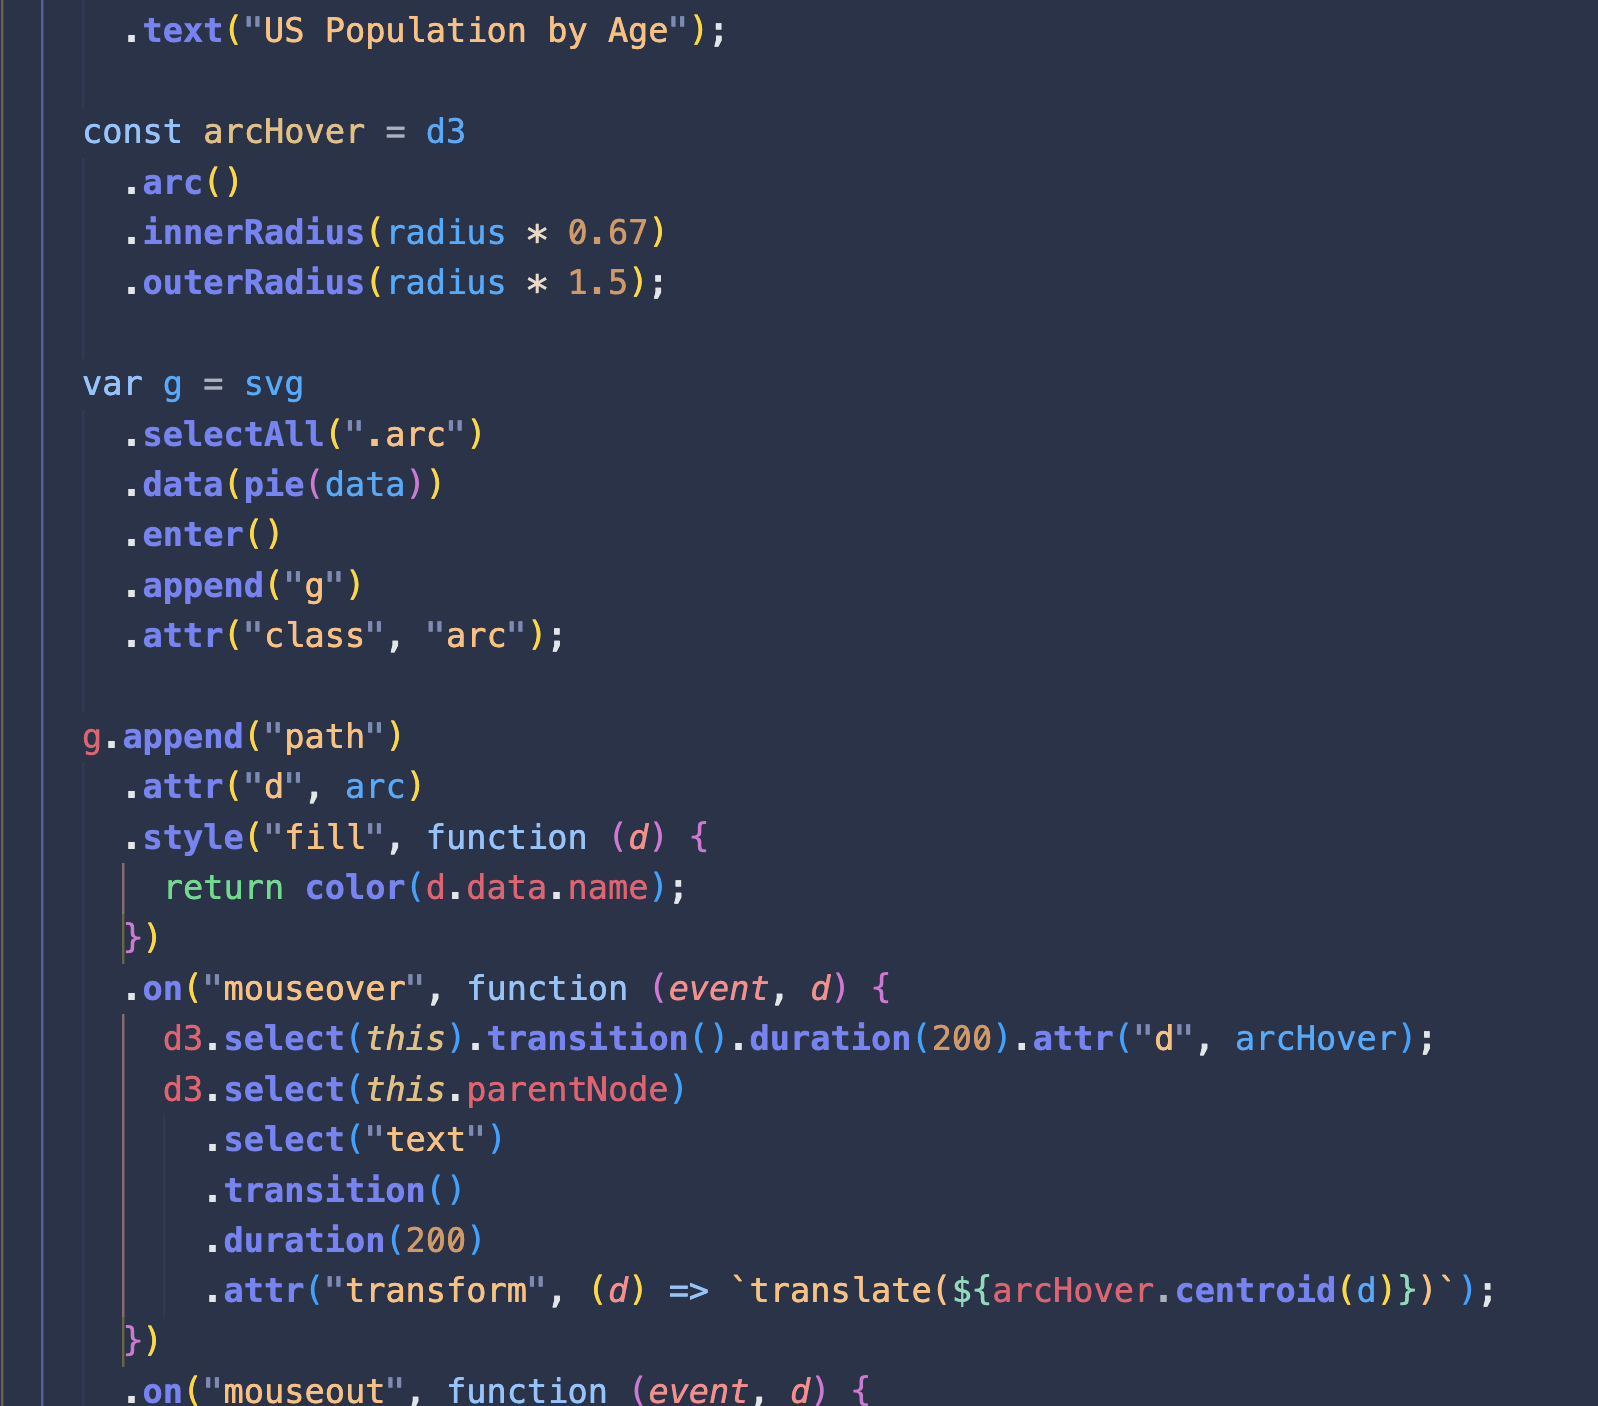 .text("US Population by Age");
const arcHover = d3
.arc()
.innerRadius(radius * 0.67)
.outerRadius(radius * 1.5);
var g = svg
.selectAll(".arc")
.data(pie(data))
.enter()
.append("g")
.attr("class", "arc");
g.append("path")
.attr("d", arc)
.style("fill", function (d) {
return color(d.data.name);
})
.on("mouseover", function (event, d) {
d3.select(this).transition().duration(200).attr("d", arcHover);
d3.select(this.parentNode)
.select("text")
.transition()
.duration(200)
.attr("transform", (d) => `translate(${arcHover.centroid(d)})`);
})
.on("mouseout", function (event, d) {